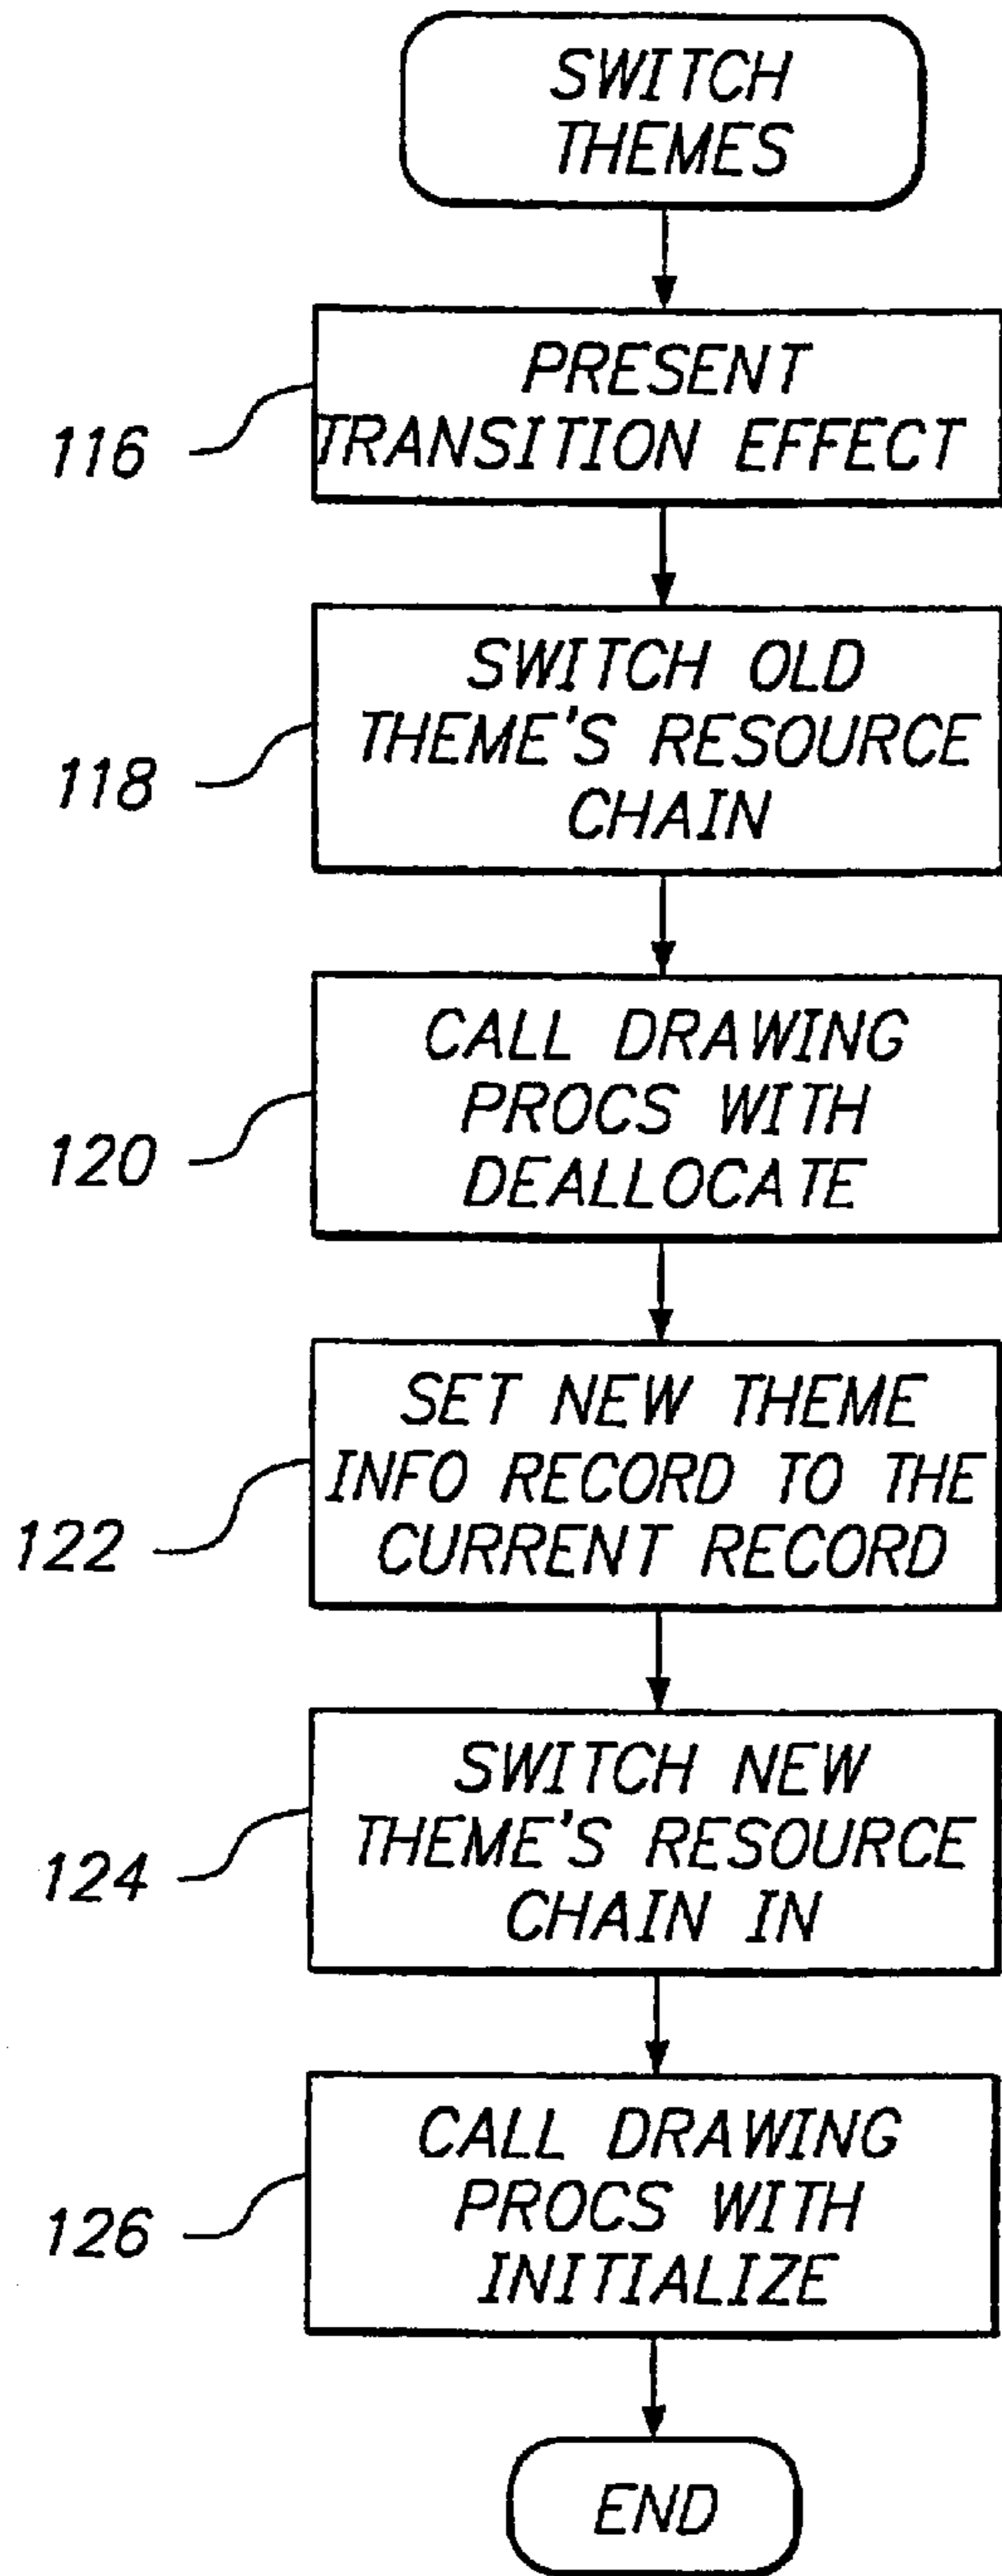 SWITCH
THEMES
PRESENT
TRANSITION EFFECT
116
SWITCH OLD
THEME'S RESOURCE
CHAIN
118
CALL DRAWING
PROCS WITH
DEALLOCATE
120
SET NEW THEME
INFO RECORD TO THE
CURRENT RECORD
122
SWITCH NEW
THEME'S RESOURCE
CHAIN IN
124
CALL DRAWING
PROCS WITH
INITIALIZE
126
END